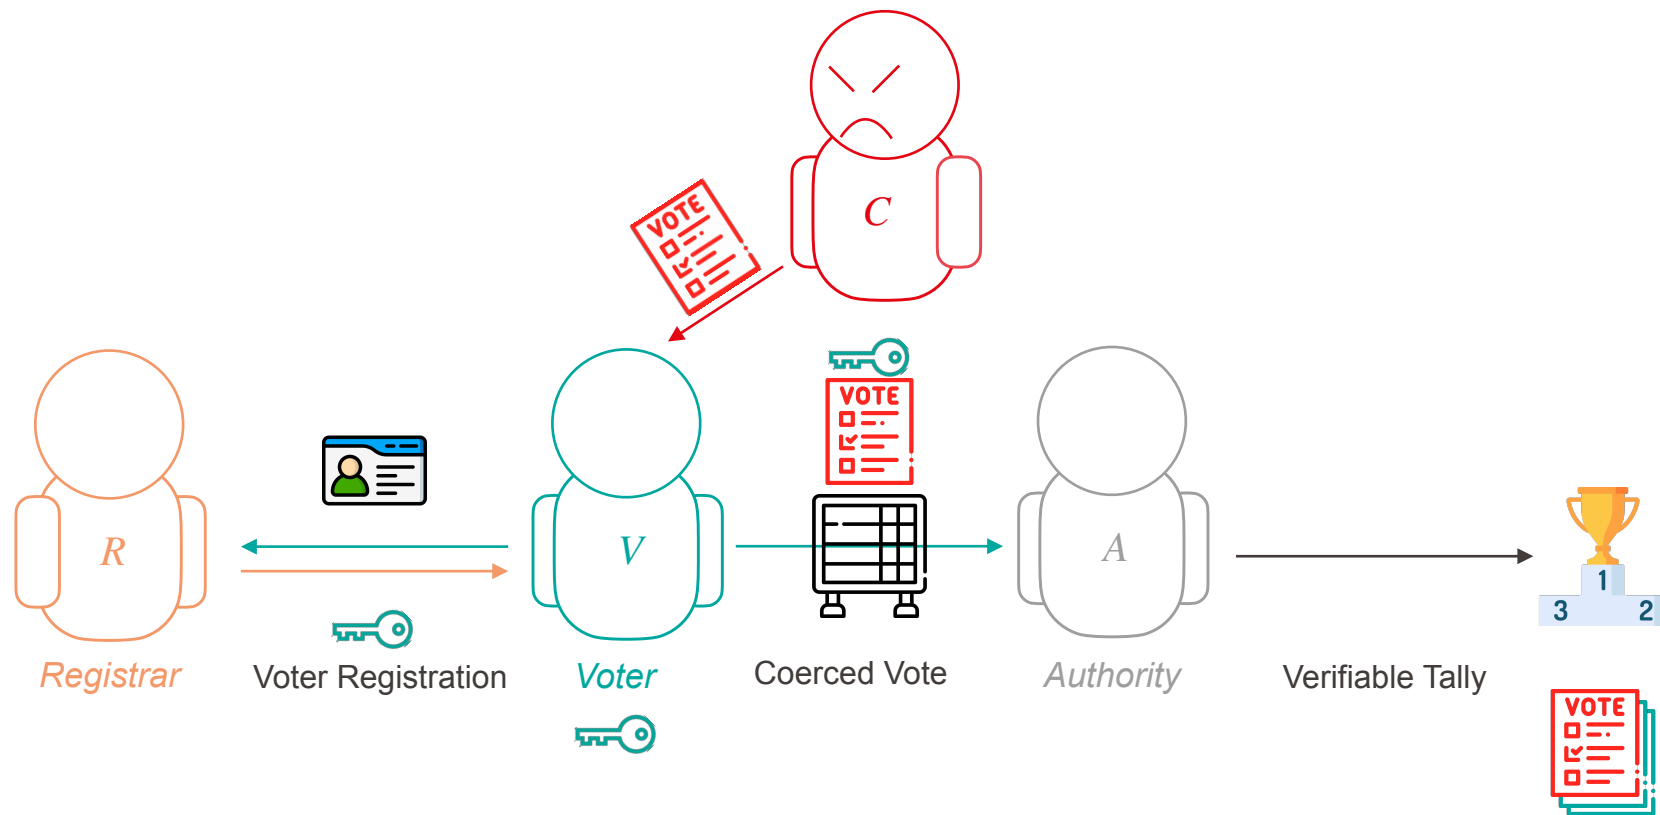 C
VOTE
VOTE
R
V
A
1
3
2
Registrar
Voter Registration
Voter
Coerced Vote
Authority
Verifiable Tally
VOTE